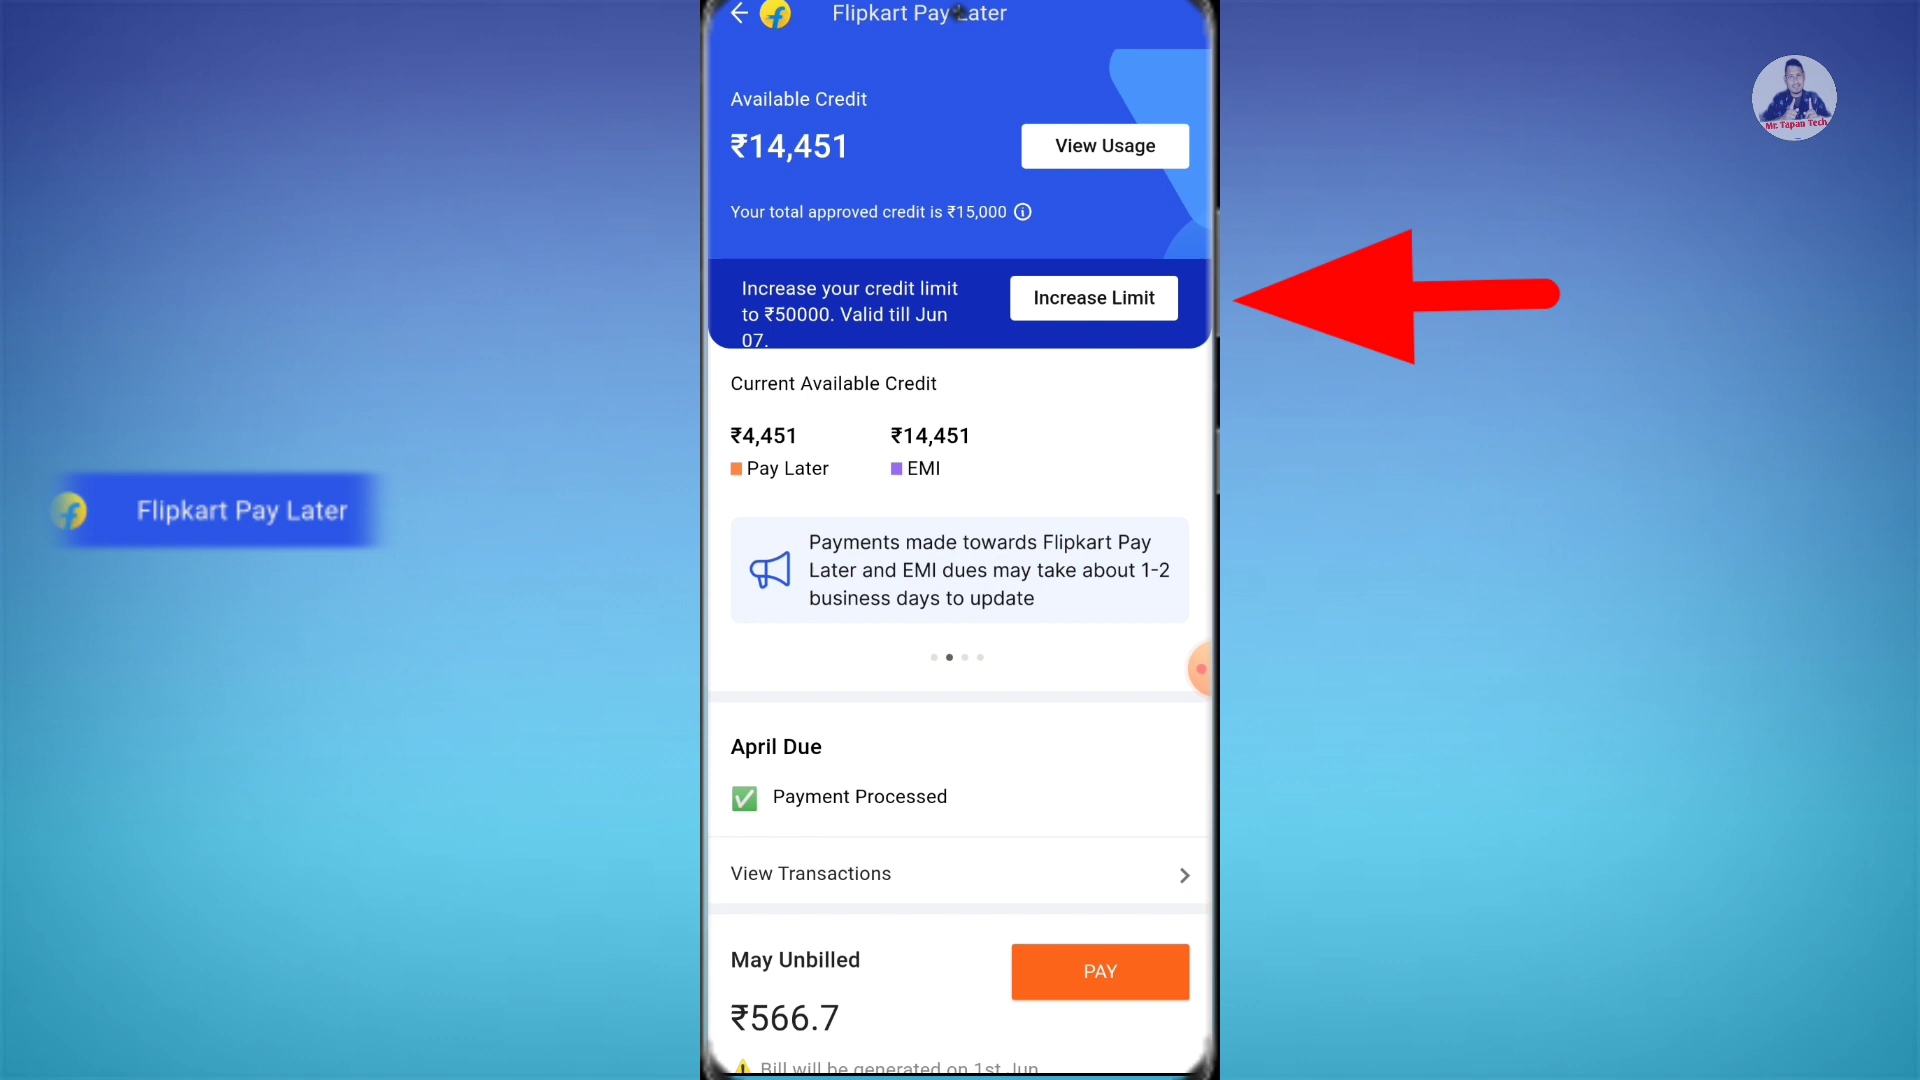 Flipkart Pay Later
Available Credit
₹14,451
View Usage
Your total approved credit is ₹15,000
Increase your credit limit
to ₹50000. Valid till Jun
07.
Increase Limit
Current Available Credit
₹4,451
₹14,451
Pay Later
EMI
Payments made towards Flipkart Pay
Later and EMI dues may take about 1-2
business days to update
April Due
Payment Processed
View Transactions
May Unbilled
PAY
₹566.7
Bill will be generated on 1st Jun
Flipkart Pay Later
Mr. Tapan Tech